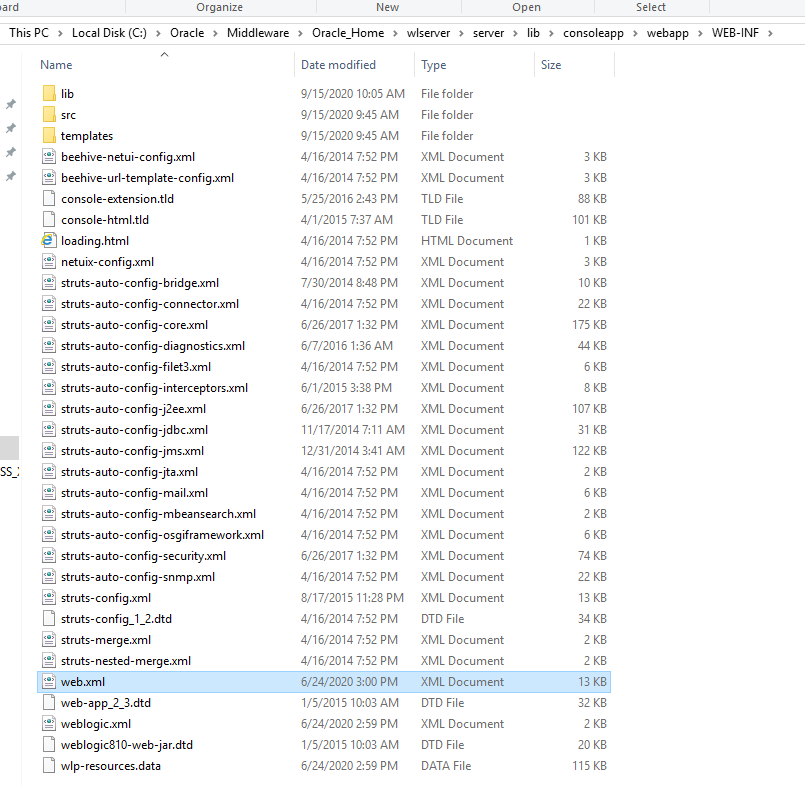 ard Organize New Open Select
This PC > Local Disk (C:) > Oracle > Middleware > Oracle_Home > wlserver > server > lib > consoleapp > webapp > WEB-INF >
Name Date modified Type Size
lib 9/15/2020 10:05 AM File folder
src 9/15/2020 9:45 AM File folder
templates 9/15/2020 9:45 AM File folder
beehive-netui-config.xml 4/16/2014 7:52 PM XML Document 3 KB
beehive-url-template-config.xml 4/16/2014 7:52 PM XML Document 3 KB
console-extension.tld 5/25/2016 2:43 PM TLD File 88 KB
console-html.tld 4/1/2015 7:37 AM TLD File 101 KB
loading.html 4/16/2014 7:52 PM HTML Document 1 KB
netuix-config.xml 4/16/2014 7:52 PM XML Document 3 KB
struts-auto-config-bridge.xml 7/30/2014 8:48 PM XML Document 10 KB
struts-auto-config-connector.xml 4/16/2014 7:52 PM XML Document 22 KB
struts-auto-config-core.xml 6/26/2017 1:32 PM XML Document 175 KB
struts-auto-config-diagnostics.xml 6/7/2016 1:36 AM XML Document 44 KB
struts-auto-config-filet3.xml 4/16/2014 7:52 PM XML Document 6 KB
struts-auto-config-interceptors.xml 6/1/2015 3:38 PM XML Document 8 KB
struts-auto-config-j2ee.xml 6/26/2017 1:32 PM XML Document 107 KB
struts-auto-config-jdbc.xml 11/17/2014 7:11 AM XML Document 31 KB
struts-auto-config-jms.xml 12/31/2014 3:41 AM XML Document 122 KB
struts-auto-config-jta.xml 4/16/2014 7:52 PM XML Document 2 KB
SS_
struts-auto-config-mail.xml 4/16/2014 7:52 PM XML Document 6 KB
struts-auto-config-mbeansearch.xml 4/16/2014 7:52 PM XML Document 2 KB
struts-auto-config-osgiframework.xml 4/16/2014 7:52 PM XML Document 6 KB
struts-auto-config-security.xml 6/26/2017 1:32 PM XML Document 74 KB
struts-auto-config-snmp.xml 4/16/2014 7:52 PM XML Document 22 KB
struts-config.xml 8/17/2015 11:28 PM XML Document 13 KB
struts-config_1_2.dtd 4/16/2014 7:52 PM DTD File 34 KB
struts-merge.xml 4/16/2014 7:52 PM XML Document 2 KB
struts-nested-merge.xml 4/16/2014 7:52 PM XML Document 2 KB
web.xml 6/24/2020 3:00 PM XML Document 13 KB
web-app_2_3.dtd 1/5/2015 10:03 AM DTD File 32 KB
weblogic.xml 6/24/2020 2:59 PM XML Document 2 KB
weblogic810-web-jar.dtd 1/5/2015 10:03 AM DTD File 20 KB
wlp-resources.data 6/24/2020 2:59 PM DATA File 115 KB